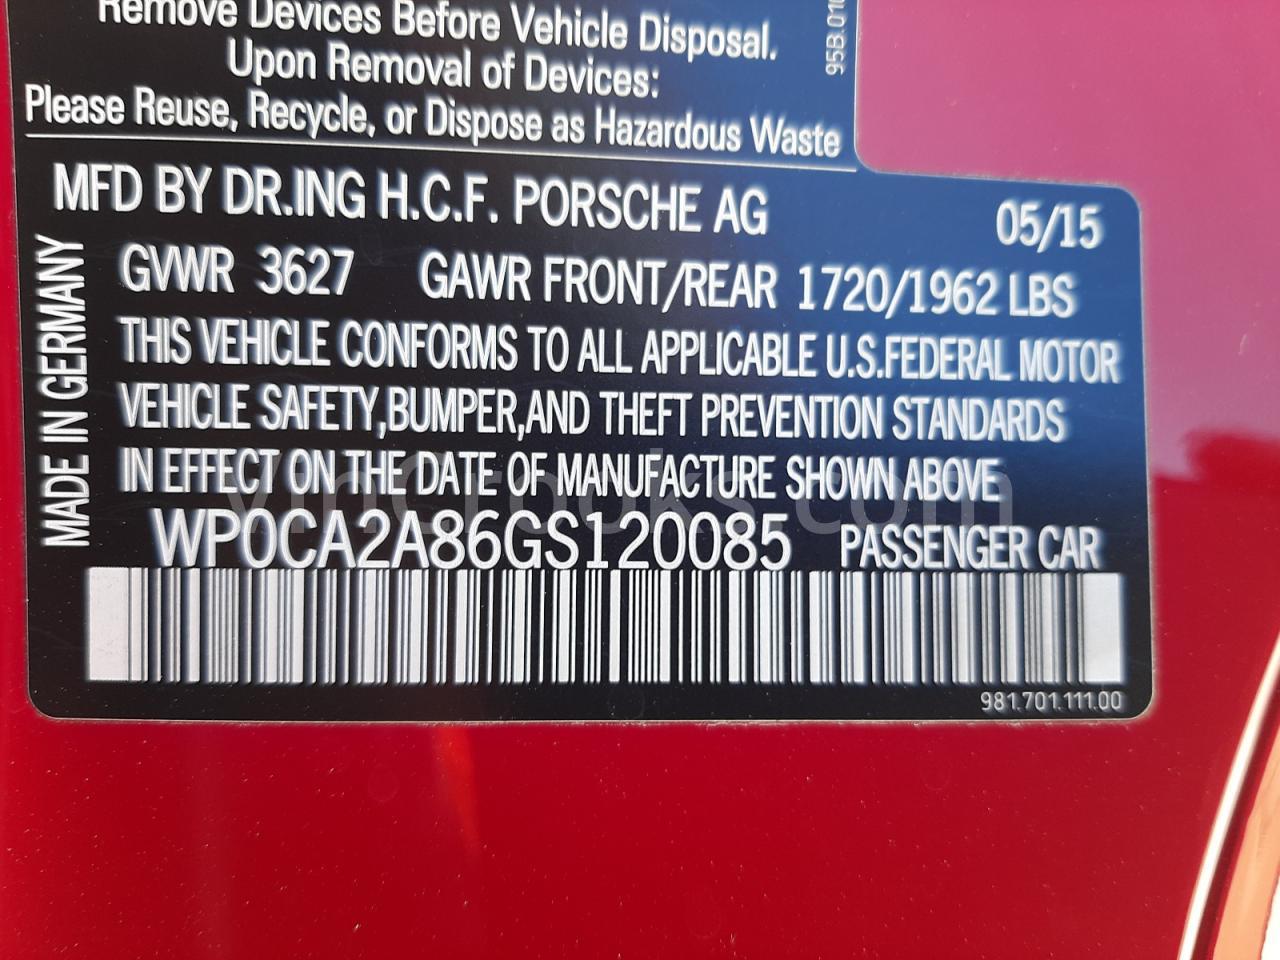 Remove Devices Before Vehicle Disposal.
Upon Removal of Devices:
Please Reuse, Recycle, or Dispose as Hazardous Waste
MFD BY DR.ING H.C.F. PORSCHE AG 05/15
GVWR 3627 GAWR FRONT/REAR 1720/1962 LBS
THIS VEHICLE CONFORMS TO ALL APPLICABLE U.S.FEDERAL MOTOR
VEHICLE SAFETY,BUMPER,AND THEFT PREVENTION STANDARDS
IN EFFECT ON THE DATE OF MANUFACTURE SHOWN ABOVE
WP0CA2A86GS120085 PASSENGER CAR
981.701.111.00
MADE IN GERMANY
VinCrooks.com